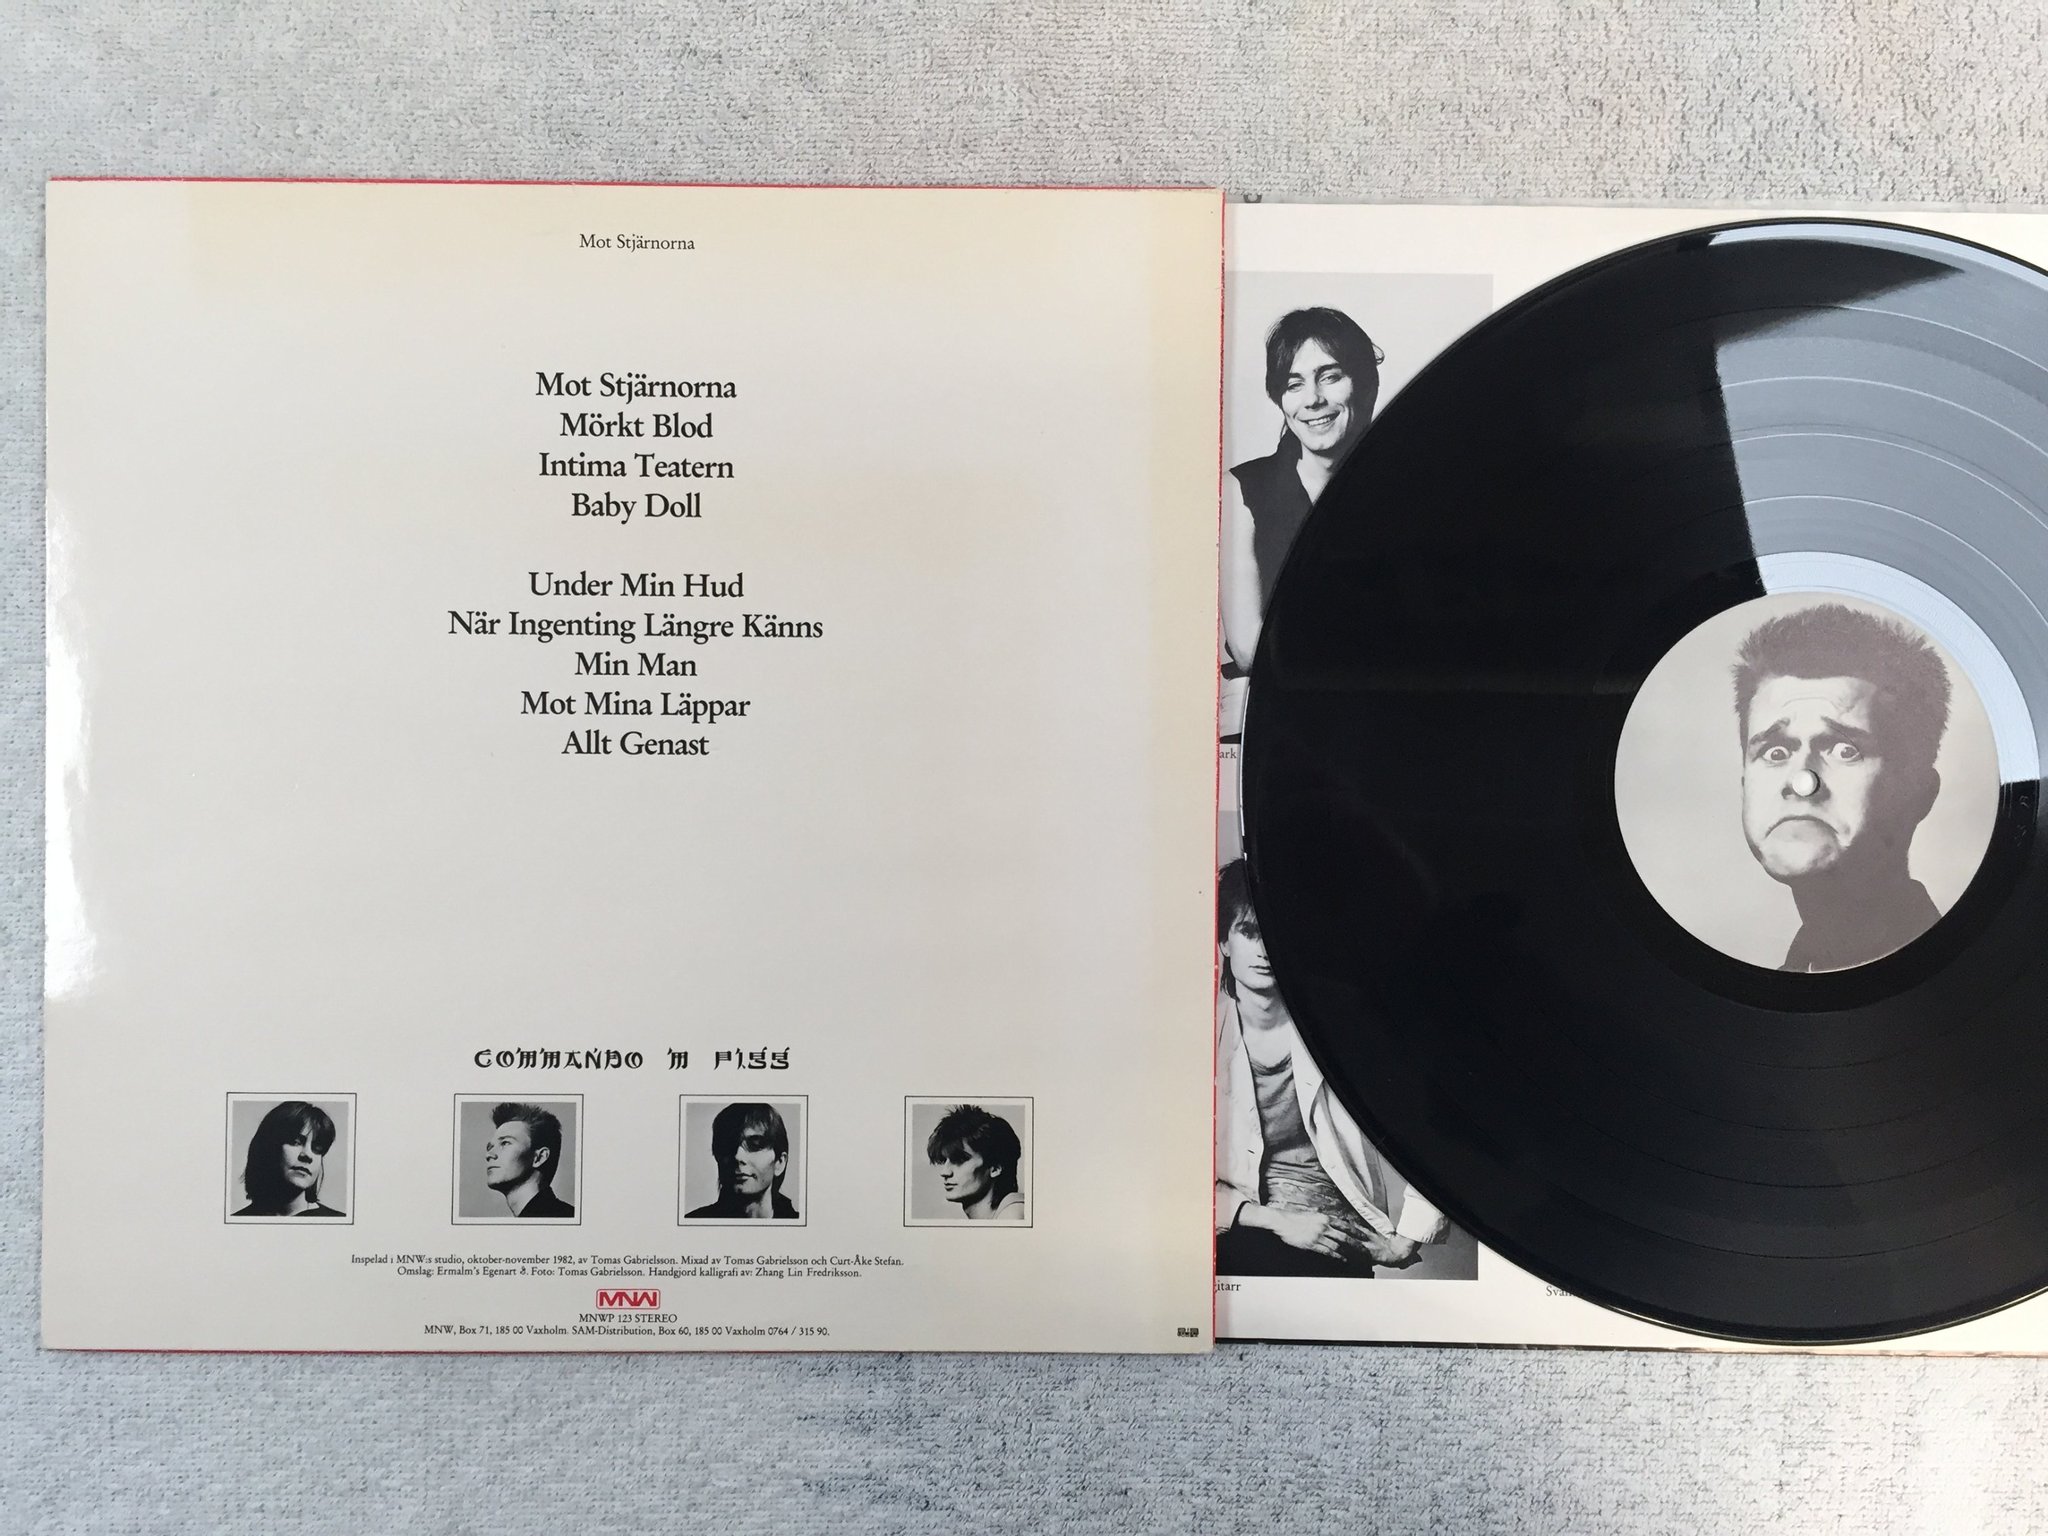 Mot Stjärnorna
Mot Stjärnorna
Mörkt Blod
Intima Teatern
Baby Doll
Under Min Hud
När Ingenting Längre Känns
Min Man
Mot Mina Läppar
Allt Genast
COMMANDO M PIGG
Inspelad i MNW:s studio, oktober-november 1982, av Tomas Gabrielsson. Mixad av Tomas Gabrielsson och Curt-Åke Stefan.
Omslag: Ermalm's Egenart. Foto: Tomas Gabrielsson. Handgjord kalligrafi av: Zhang Lin Fredriksson.
MNW
MNWP 123 STEREO
MNW, Box 71, 185 00 Vaxholm. SAM-Distribution, Box 60, 185 00 Vaxholm 0764 / 315 90.